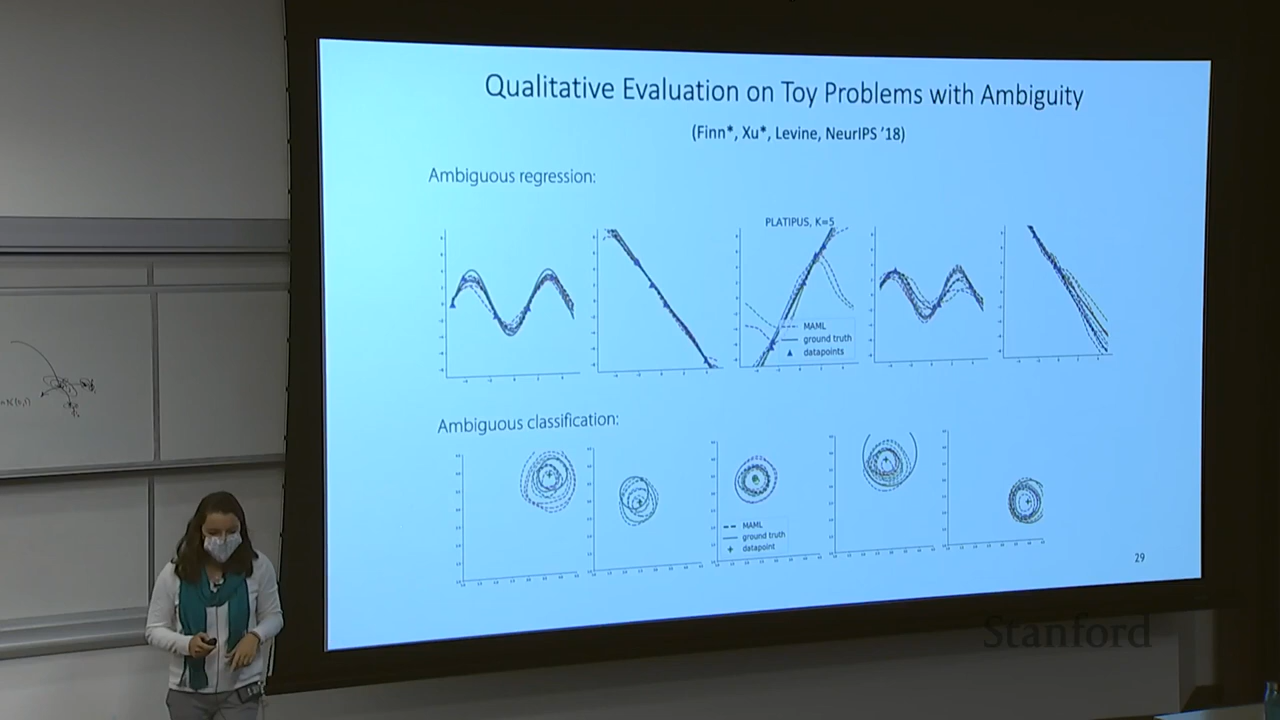 Qualitative Evaluation on Toy Problems with Ambiguity
(Finn*, Xu*, Levine, NeurIPS '18)
Ambiguous regression:
PLATIPUS, K=5
MAML
ground truth
datapoints
Ambiguous classification:
MAML
ground truth
datapoint
29
Stanford